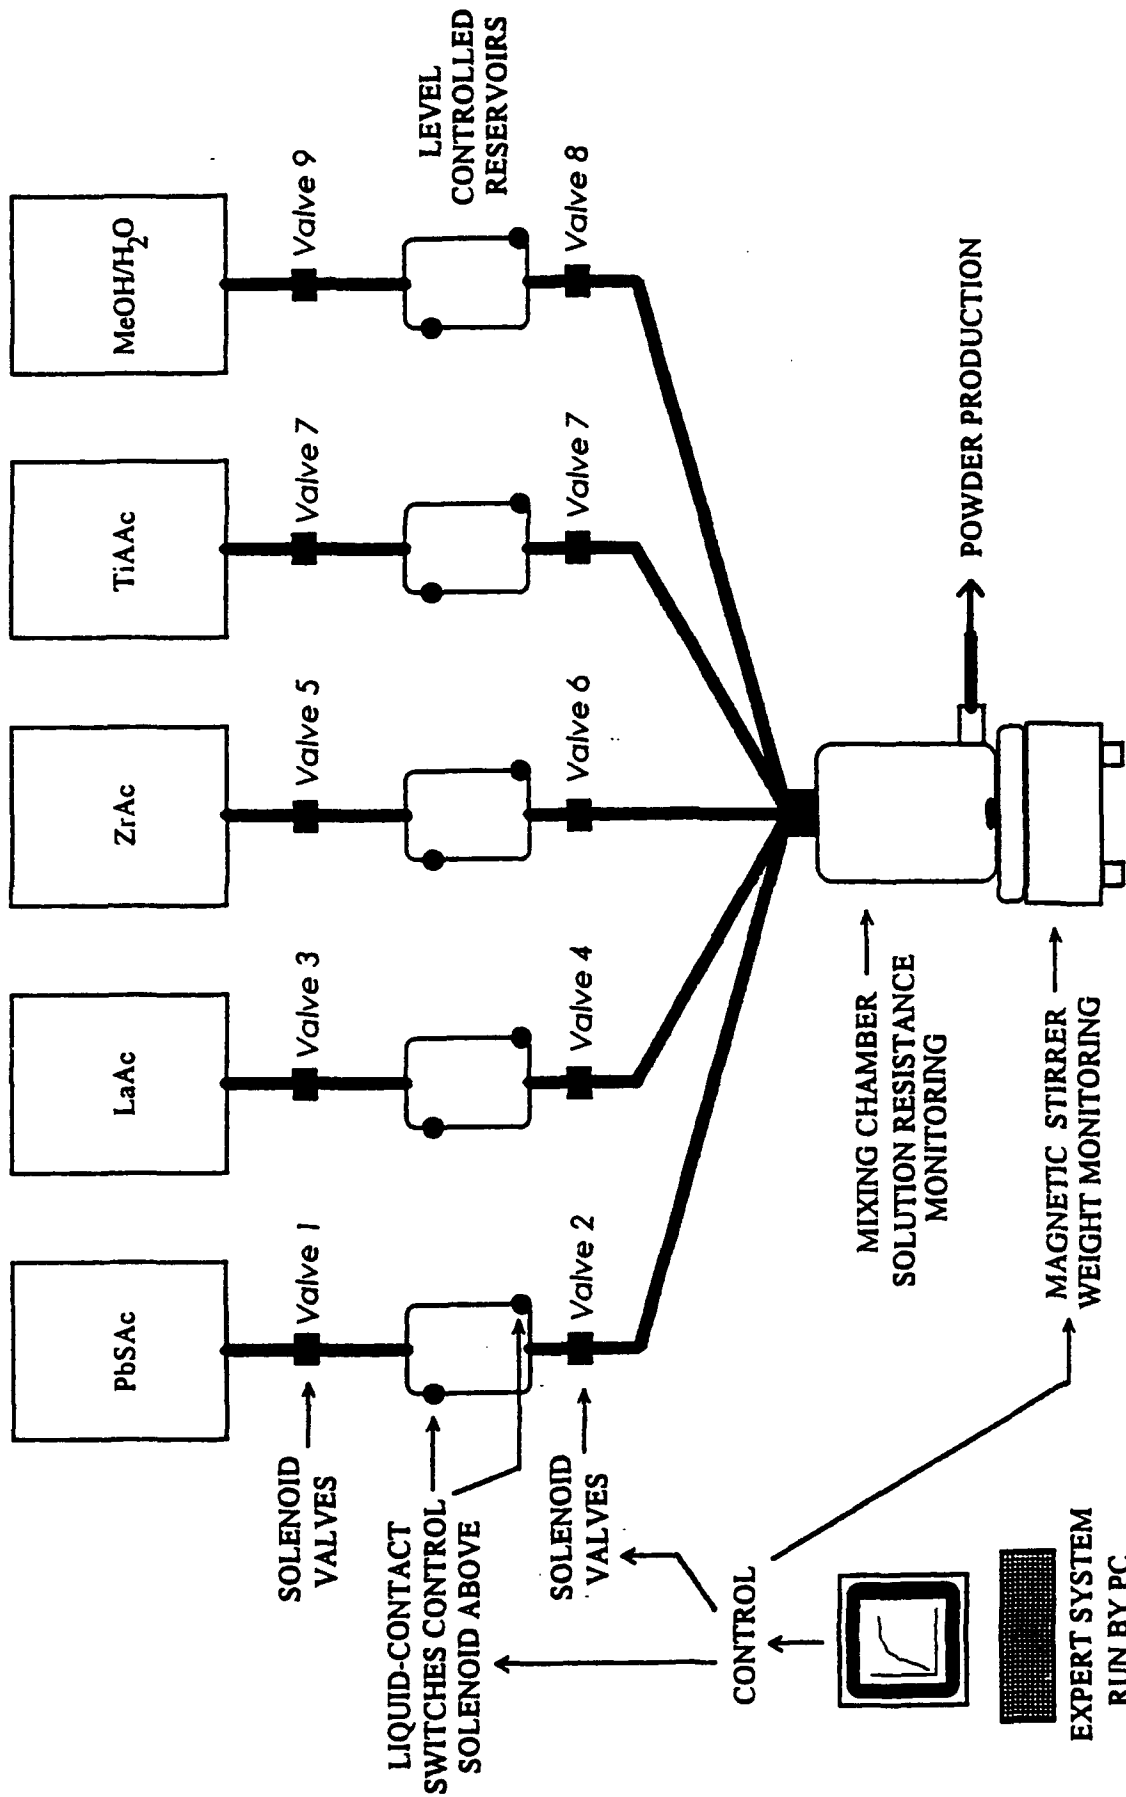 PbSAc
LaAc
ZrAc
TiAAc
MeOH/H2O
SOLENOID
VALVES
Valve 1
Valve 3
Valve 5
Valve 7
Valve 9
LIQUID-CONTACT
SWITCHES CONTROL
SOLENOID ABOVE
LEVEL
CONTROLLED
RESERVOIRS
SOLENOID
VALVES
Valve 2
Valve 4
Valve 6
Valve 7
Valve 8
CONTROL
MIXING CHAMBER
SOLUTION RESISTANCE
MONITORING
POWDER PRODUCTION
MAGNETIC STIRRER
WEIGHT MONITORING
EXPERT SYSTEM
RUN BY PC